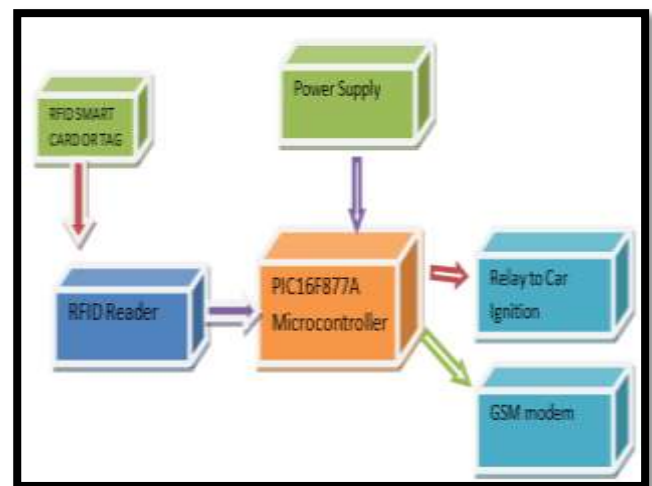 RFID SMART
CARD OR TAG
Power Supply
RFID Reader
PIC16F877A
Microcontroller
Relay to Car
Ignition
GSM modem